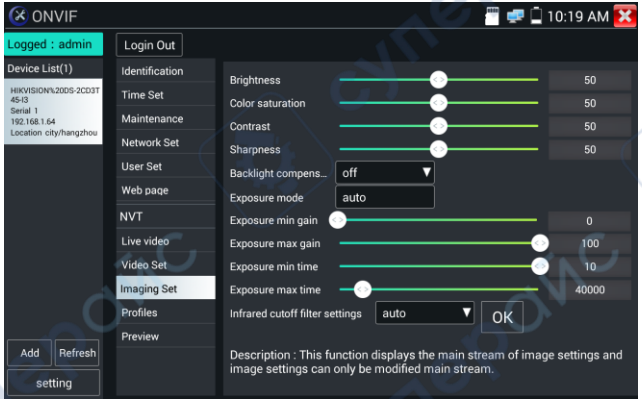 ONVIF
10:19 AM
Logged : admin
Login Out
Device List(1)
HIKVISION%20DS-2CD3T
45-I3
Serial 1
192.168.1.64
Location city/hangzhou
Add
Refresh
setting
Identification
Time Set
Maintenance
Network Set
User Set
Web page
NVT
Live video
Video Set
Imaging Set
Profiles
Preview
Brightness 50
Color saturation 50
Contrast 50
Sharpness 50
Backlight compens... off
Exposure mode auto
Exposure min gain 0
Exposure max gain 100
Exposure min time 10
Exposure max time 40000
Infrared cutoff filter settings auto OK
Description : This function displays the main stream of image settings and
image settings can only be modified main stream.